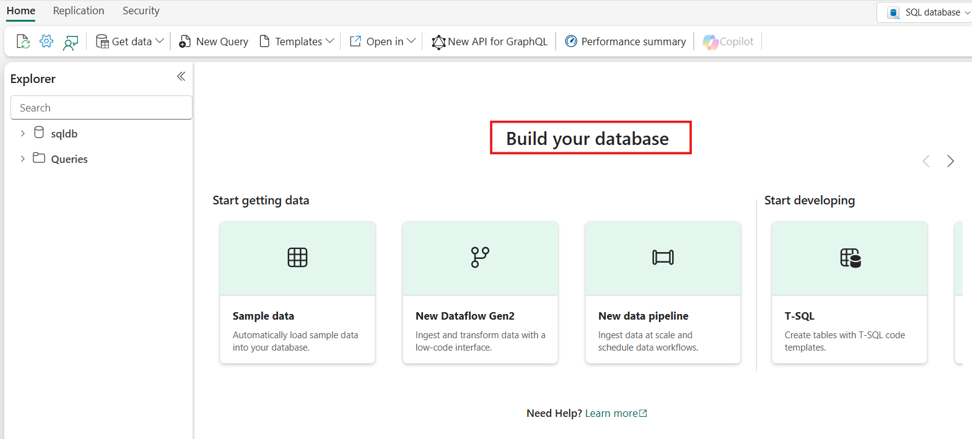 Home Replication Security
SQL database
Get data New Query Templates Open in New API for GraphQL Performance summary Copilot
Explorer
Search
sqldb
Queries
Build your database
Start getting data
Sample data
Automatically load sample data
into your database.
New Dataflow Gen2
Ingest and transform data with a
low-code interface.
New data pipeline
Ingest data at scale and
schedule data workflows.
Start developing
T-SQL
Create tables with T-SQL code
templates.
Need Help? Learn more